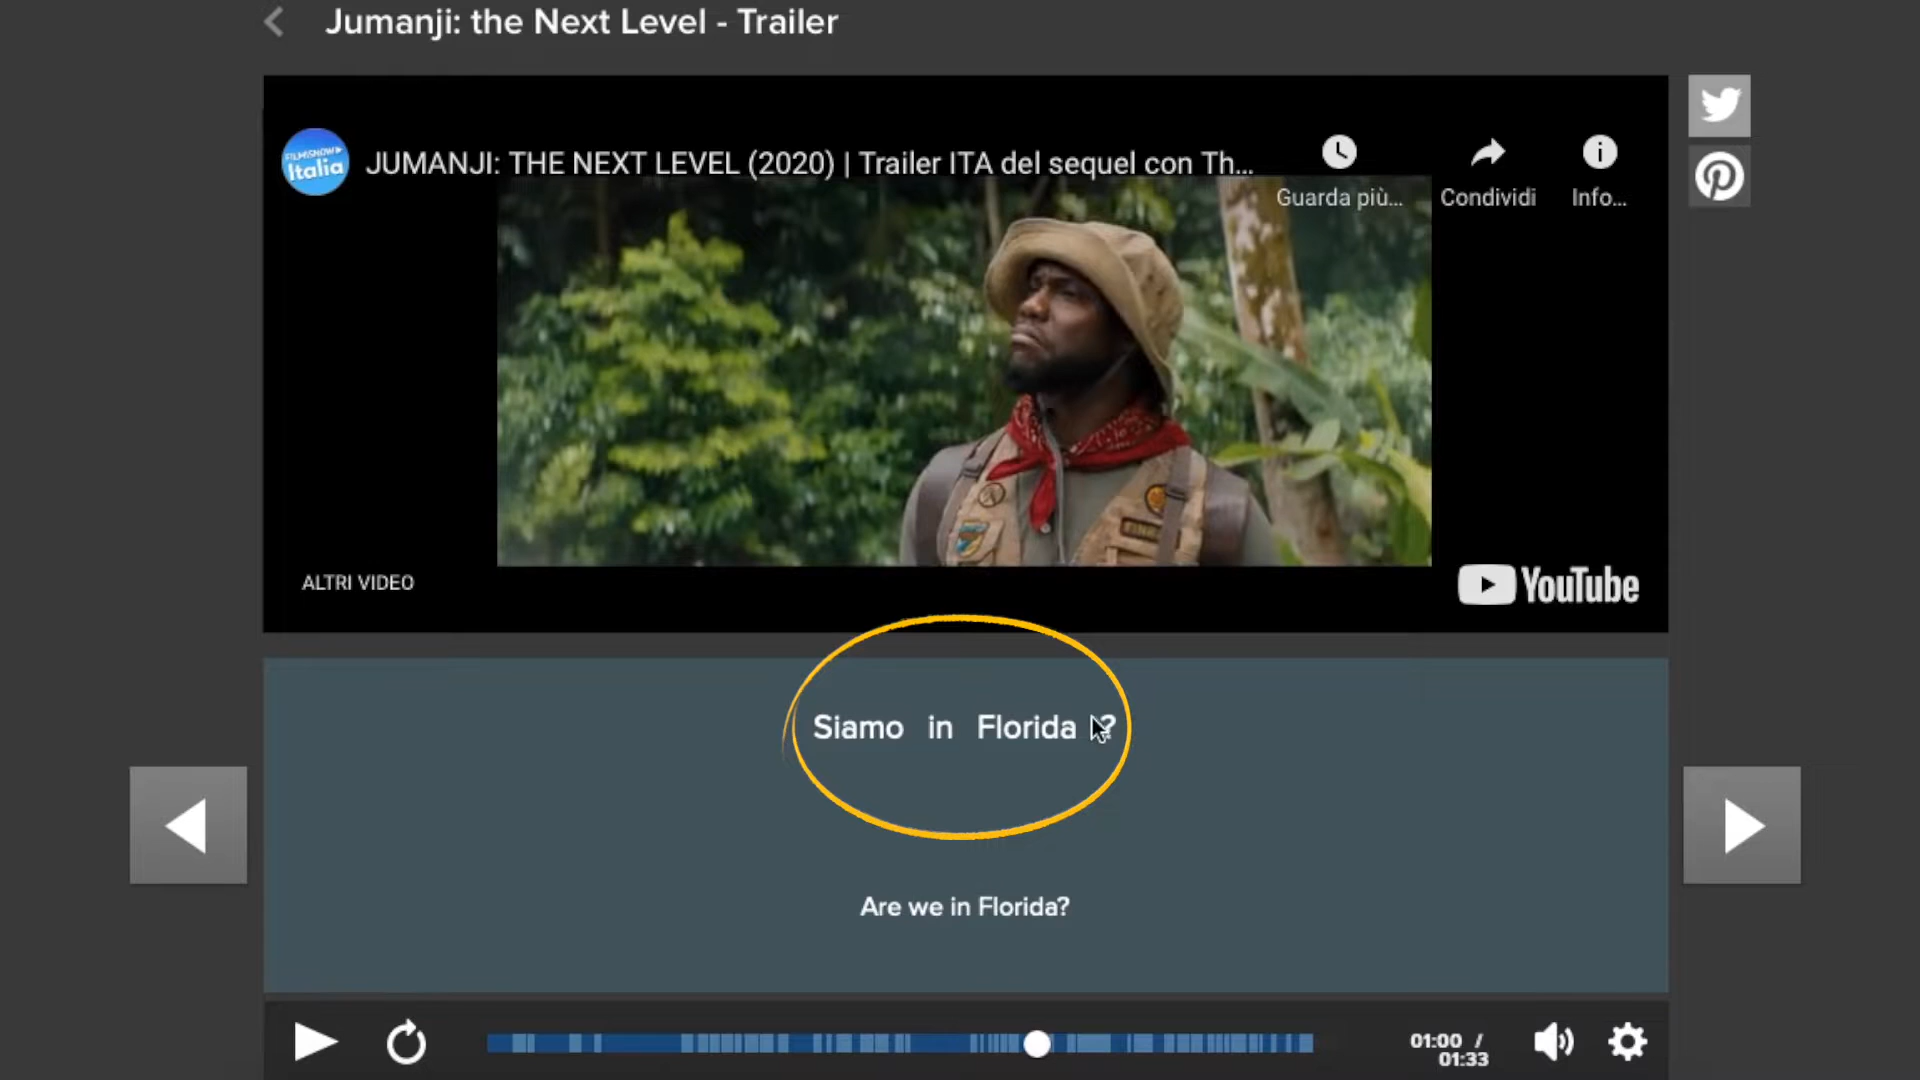 Jumanji: the Next Level - Trailer
FILMISNOW
Italia
JUMANJI: THE NEXT LEVEL (2020) | Trailer ITA del sequel con Th...
Guarda più...
Condividi
Info...
ALTRI VIDEO
YouTube
Siamo in Florida ?
Are we in Florida?
01:00 /
01:33